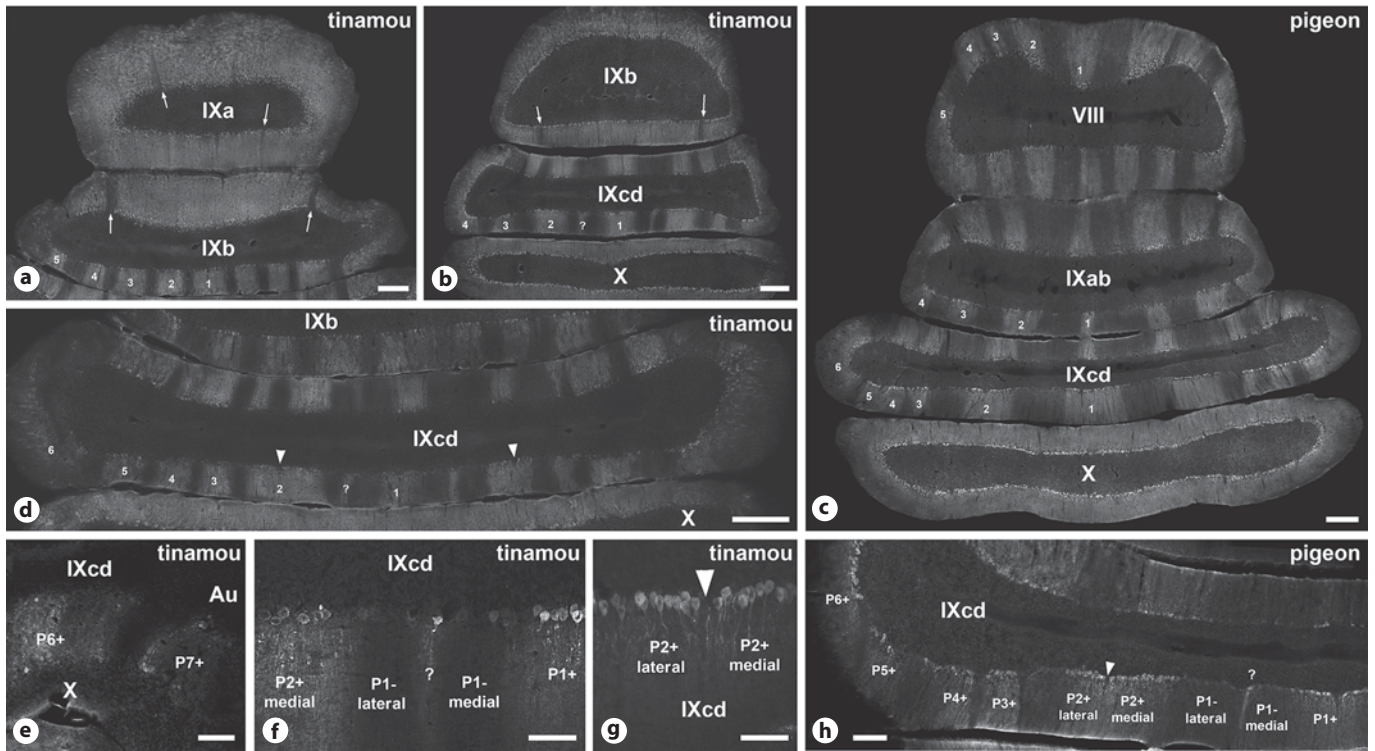 tinamou
IXa
IXb
5 4 3 2 1
a
tinamou
IXb
IXcd
4 3 2 ? 1
X
b
pigeon
4 3 2 1
5
VIII
IXab
4 3 2 1
6
IXcd
5 4 3 2 1
X
c
tinamou
IXb
IXcd
6
5 4 3 2 ? 1
X
d
tinamou
IXcd
Au
P6+
P7+
X
e
tinamou
IXcd
?
P2+ P1- P1- P1+
medial lateral medial
f
tinamou
P2+ P2+
lateral medial
IXcd
g
pigeon
P6+
IXcd
?
P5+
P4+ P3+ P2+ P2+ P1- P1- P1+
lateral medial lateral medial
h